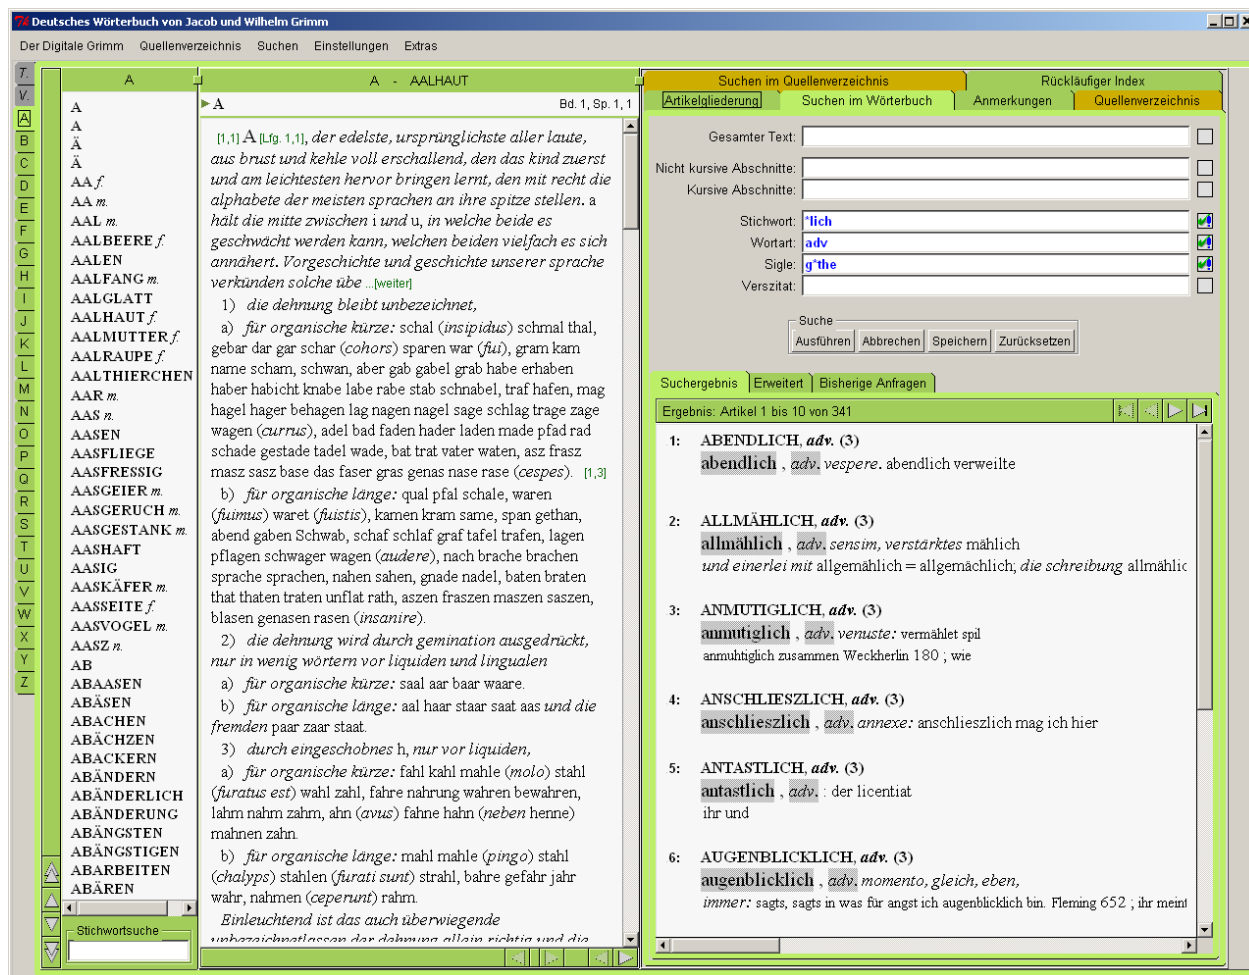 Deutsches Wörterbuch von Jacob und Wilhelm Grimm
Der Digitale Grimm Quellenverzeichnis Suchen Einstellungen Extras
T.
V.
A
B
C
D
E
F
G
H
I
J
K
L
M
N
O
P
Q
R
S
T
U
V
W
X
Y
Z
A
A
A
Ä
Ä
AA f.
AA m.
AAL m.
AALBEERE f.
AALEN
AALFANG m.
AALGLATT
AALHAUT f.
AALMUTTER f.
AALRAUPE f.
AALTHIERCHEN
AAR m.
AAS n.
AASEN
AASFLIEGE
AASFRESSIG
AASGEIER m.
AASGERUCH m.
AASGESTANK m.
AASHAFT
AASIG
AASKÄFER m.
AASSEITE f.
AASVOGEL m.
AASZ n.
AB
ABAASEN
ABÄSEN
ABACHEN
ABÄCHZEN
ABACKERN
ABÄNDERN
ABÄNDERLICH
ABÄNDERUNG
ABÄNGSTEN
ABÄNGSTIGEN
ABARBEITEN
ABÄREN
Stichwortsuche
A - AALHAUT
A Bd. 1, Sp. 1, 1
[1,1] A [Lfg. 1,1], der edelste, ursprünglichste aller laute,
aus brust und kehle voll erschallend, den das kind zuerst
und am leichtesten hervor bringen lernt, den mit recht die
alphabete der meisten sprachen an ihre spitze stellen. a
hält die mitte zwischen i und u, in welche beide es
geschwächt werden kann, welchen beiden vielfach es sich
annähert. Vorgeschichte und geschichte unserer sprache
verkünden solche übe ...[weiter]
1) die dehnung bleibt unbezeichnet,
a) für organische kürze: schal (insipidus) schmal thal,
gebar dar gar schar (cohors) sparen war (fui), gram kam
name scham, schwan, aber gab gabel grab habe erhaben
haber habicht knabe labe rabe stab schnabel, traf hafen, mag
hagel hager behagen lag nagen nagel sage schlag trage zage
wagen (currus), adel bad faden hader laden made pfad rad
schade gestade tadel wade, bat trat vater waten, asz frasz
masz sasz base das faser gras genas nase rase (cespes). [1,3]
b) für organische länge: qual pfal schale, waren
(fuimus) waret (fuistis), kamen kram same, span gethan,
abend gaben Schwab, schaf schlaf graf tafel trafen, lagen
pflagen schwager wagen (audere), nach brache brachen
sprache sprachen, nahen sahen, gnade nadel, baten braten
that thaten traten unflat rath, aszen fraszen maszen saszen,
blasen genasen rasen (insanire).
2) die dehnung wird durch gemination ausgedrückt,
nur in wenig wörtern vor liquiden und lingualen
a) für organische kürze: saal aar baar waare.
b) für organische länge: aal haar staar saat aas und die
fremden paar zaar staat.
3) durch eingeschobnes h, nur vor liquiden,
a) für organische kürze: fahl kahl mahle (molo) stahl
(furatus est) wahl zahl, fahre nahrung wahren bewahren,
lahm nahm zahm, ahn (avus) fahne hahn (neben henne)
mahnen zahn.
b) für organische länge: mahl mahle (pingo) stahl
(chalyps) stahlen (furati sunt) strahl, bahre gefahr jahr
wahr, nahmen (ceperunt) rahm.
Einleuchtend ist das auch überwiegende
unbezeichnetlassen der dehnung allein richtig und die
Suchen im Quellenverzeichnis Rückläufiger Index
Artikelgliederung Suchen im Wörterbuch Anmerkungen Quellenverzeichnis
Gesamter Text:
Nicht kursive Abschnitte:
Kursive Abschnitte:
Stichwort: *lich
Wortart: adv
Sigle: g*the
Verszitat:
Suche
Ausführen Abbrechen Speichern Zurücksetzen
Suchergebnis Erweitert Bisherige Anfragen
Ergebnis: Artikel 1 bis 10 von 341
1: ABENDLICH, adv. (3)
abendlich , adv. vespere. abendlich verweilte
2: ALLMÄHLICH, adv. (3)
allmählich , adv. sensim, verstärktes mählich
und einerlei mit allgemählich = allgemächlich; die schreibung allmählic
3: ANMUTIGLICH, adv. (3)
anmutiglich , adv. venuste: vermählet spil
anmuhtiglich zusammen Weckherlin 180 ; wie
4: ANSCHLIESZLICH, adv. (3)
anschlieszlich , adv. annexe: anschlieszlich mag ich hier
5: ANTASTLICH, adv. (3)
antastlich , adv. : der licentiat
ihr und
6: AUGENBLICKLICH, adv. (3)
augenblicklich , adv. momento, gleich, eben,
immer: sagts, sagts in was für angst ich augenblicklich bin. Fleming 652 ; ihr meint